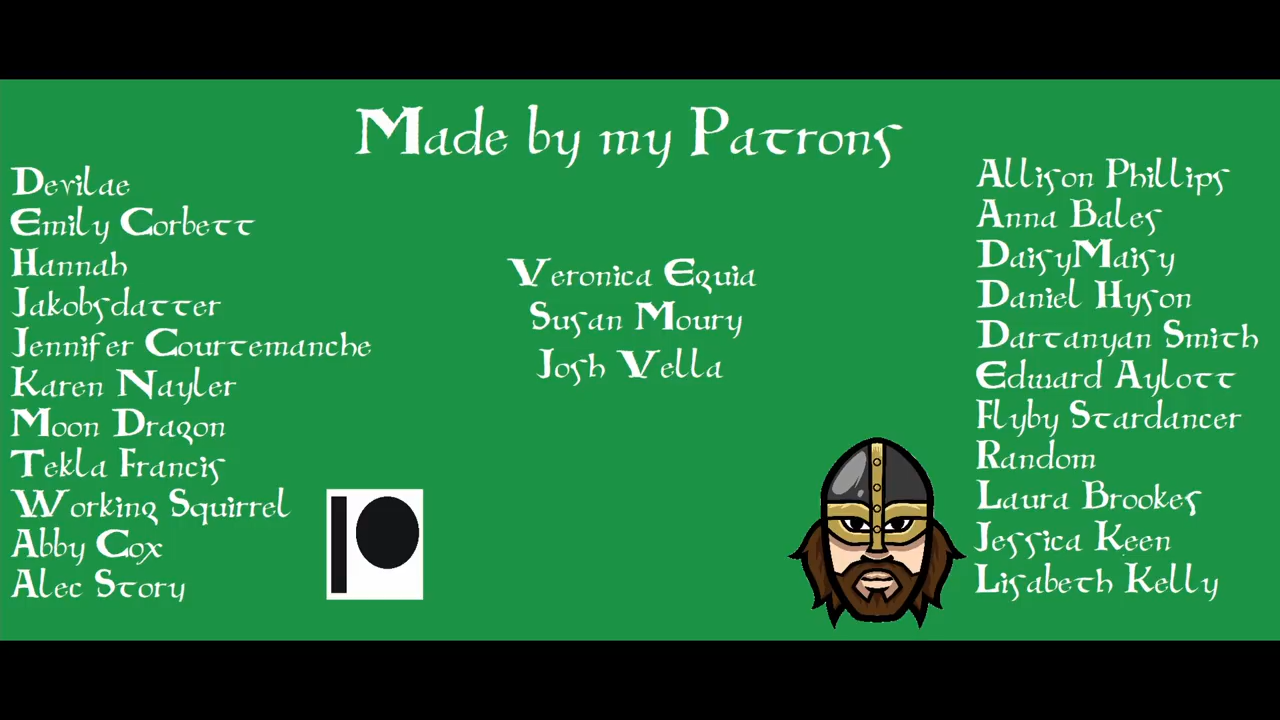 Made by my Patrons
Devilae
Emily Corbett
Hannah
Jakobsdatter
Jennifer Courtemanche
Karen Nayler
Moon Dragon
Tekla Francis
Working Squirrel
Abby Cox
Alec Story
Veronica Eguia
Susan Moury
Josh Vella
Allison Phillips
Anna Bales
DaisyMaisy
Daniel Hyson
Dartanyan Smith
Edward Aylott
Flyby Stardancer
Random
Laura Brookes
Jessica Keen
Lisabeth Kelly